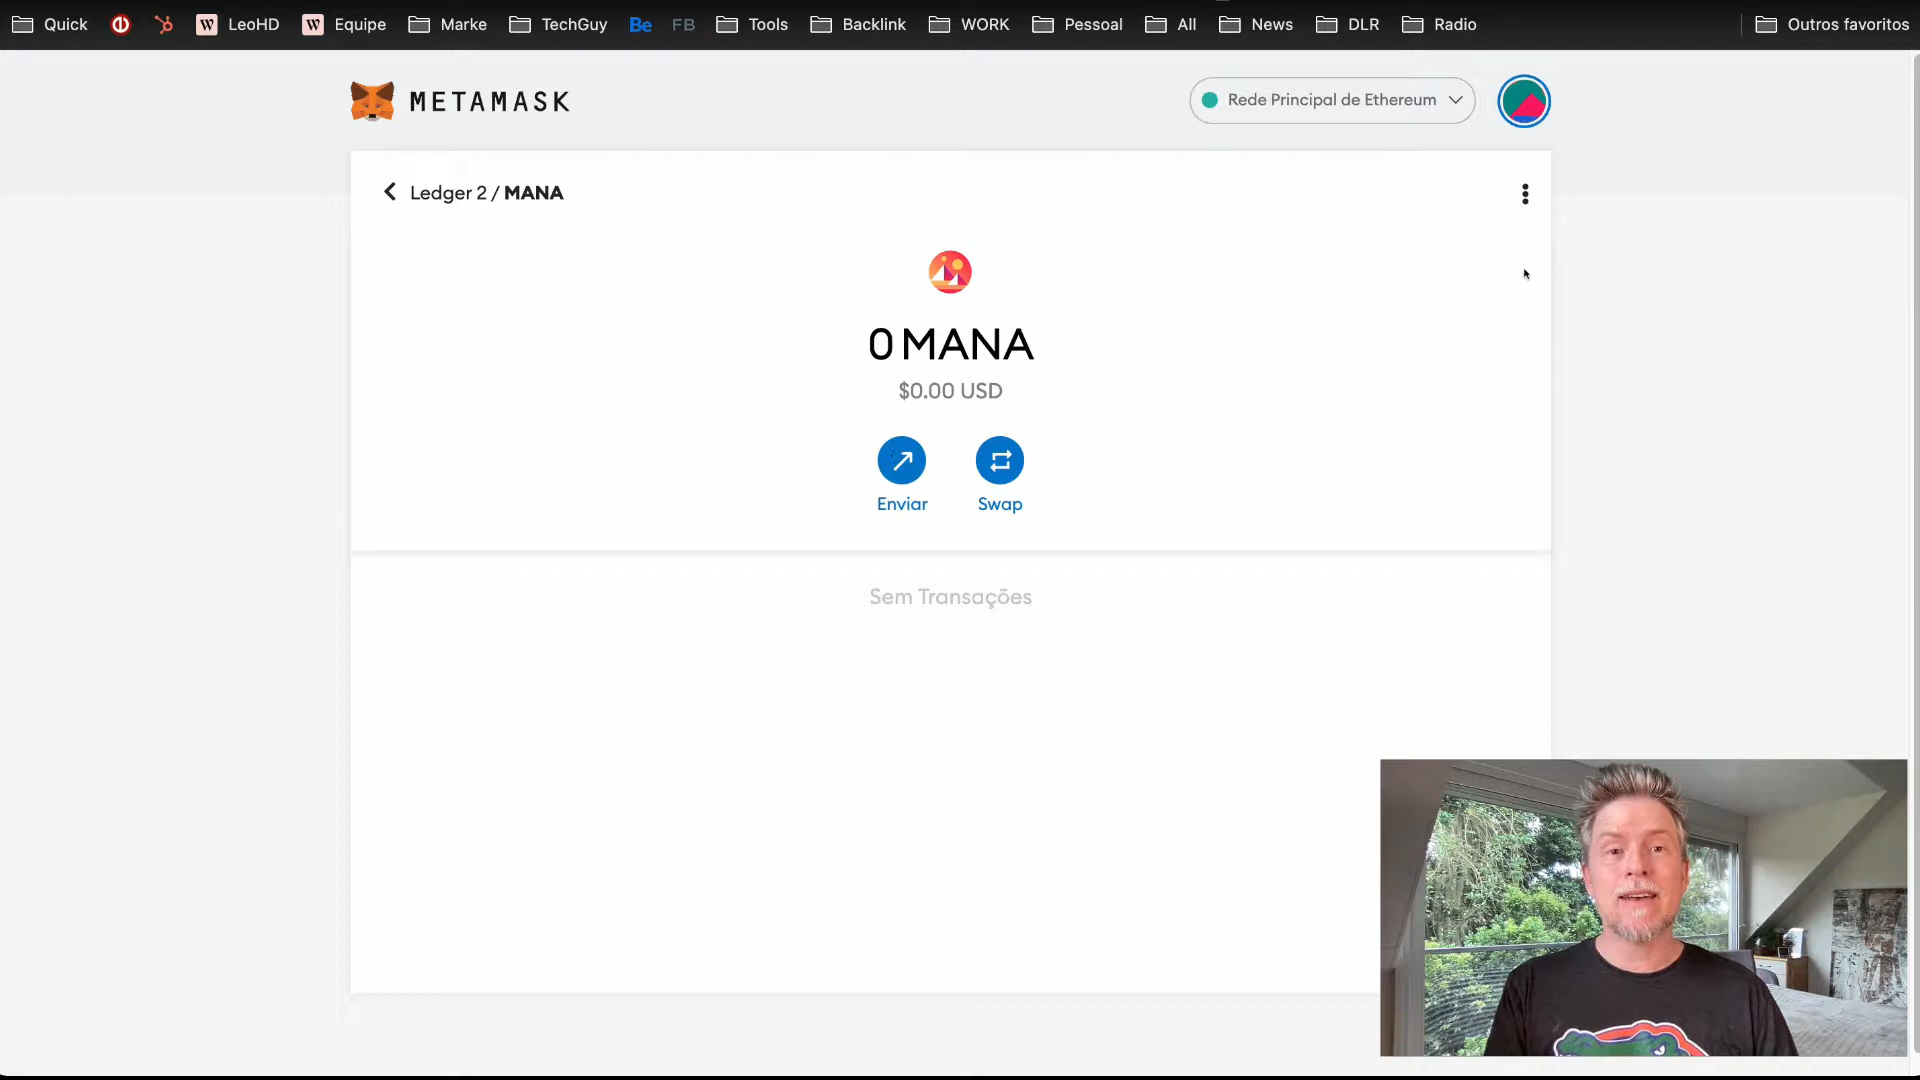 Quick
W LeoHD
W Equipe
Marke
TechGuy
Be
FB
Tools
Backlink
WORK
Pessoal
All
News
DLR
Radio
Outros favoritos
METAMASK
Rede Principal de Ethereum
Ledger 2 / MANA
0 MANA
$0.00 USD
Enviar
Swap
Sem Transações